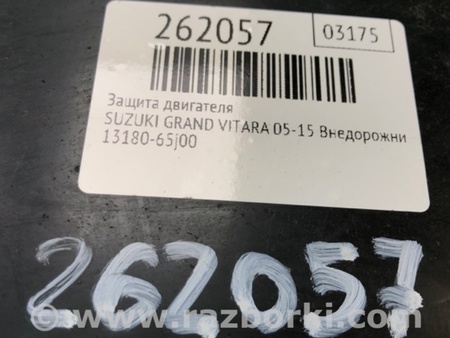 262057
03175
Защита двигателя
SUZUKI GRAND VITARA 05-15 Внедорожни
13180-65j00
262057
www.razborki.com